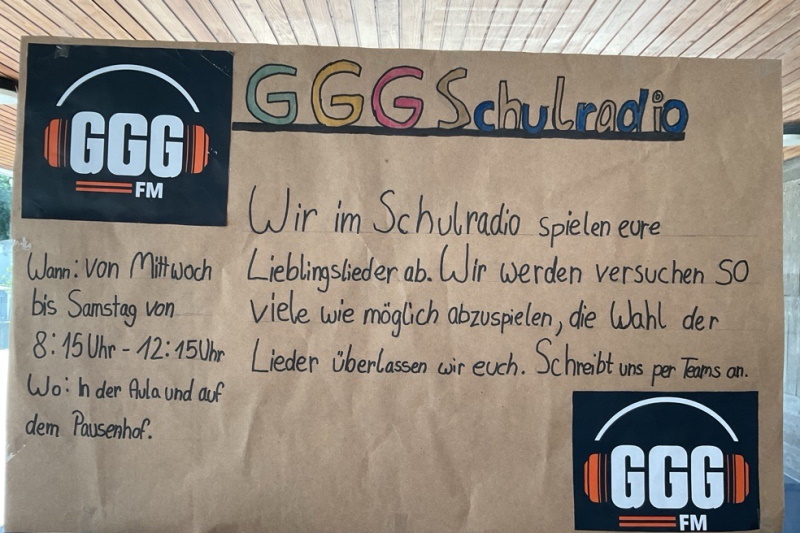 GGG
FM
GGG Schulradio
Wann: von Mittwoch
bis Samstag von
8:15 Uhr - 12:15 Uhr
Wo: In der Aula und auf
dem Pausenhof.
Wir im Schulradio spielen eure
Lieblingslieder ab. Wir werden versuchen so
viele wie möglich abzuspielen, die Wahl der
Lieder überlassen wir euch. Schreibt uns per Teams an.
GGG
FM